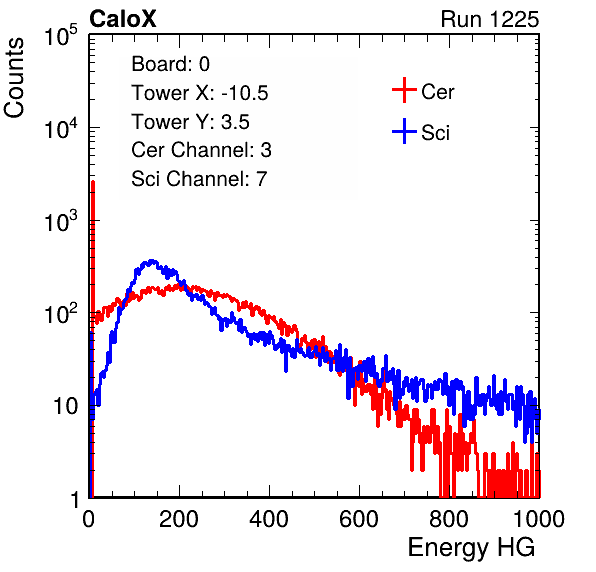 CaloX Run 1225
Counts
10^5
10^4
10^3
10^2
10
1
Board: 0
Tower X: -10.5
Tower Y: 3.5
Cer Channel: 3
Sci Channel: 7
Cer
Sci
0 200 400 600 800 1000
Energy HG